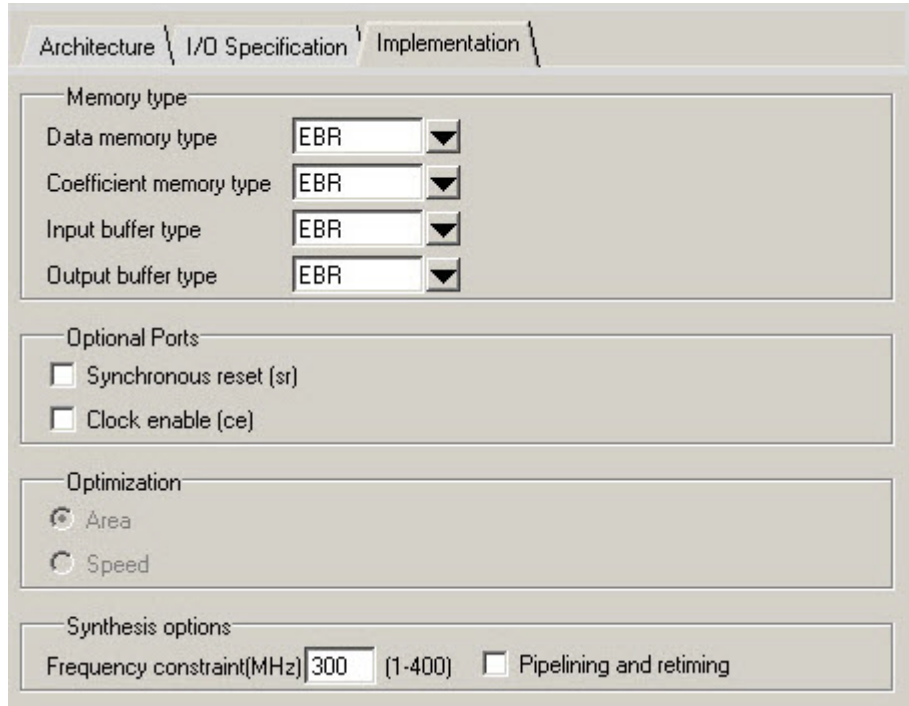 Architecture I/O Specification Implementation
Memory type
Data memory type EBR
Coefficient memory type EBR
Input buffer type EBR
Output buffer type EBR
Optional Ports
Synchronous reset (sr)
Clock enable (ce)
Optimization
Area
Speed
Synthesis options
Frequency constraint(MHz) 300 (1-400) Pipelining and retiming